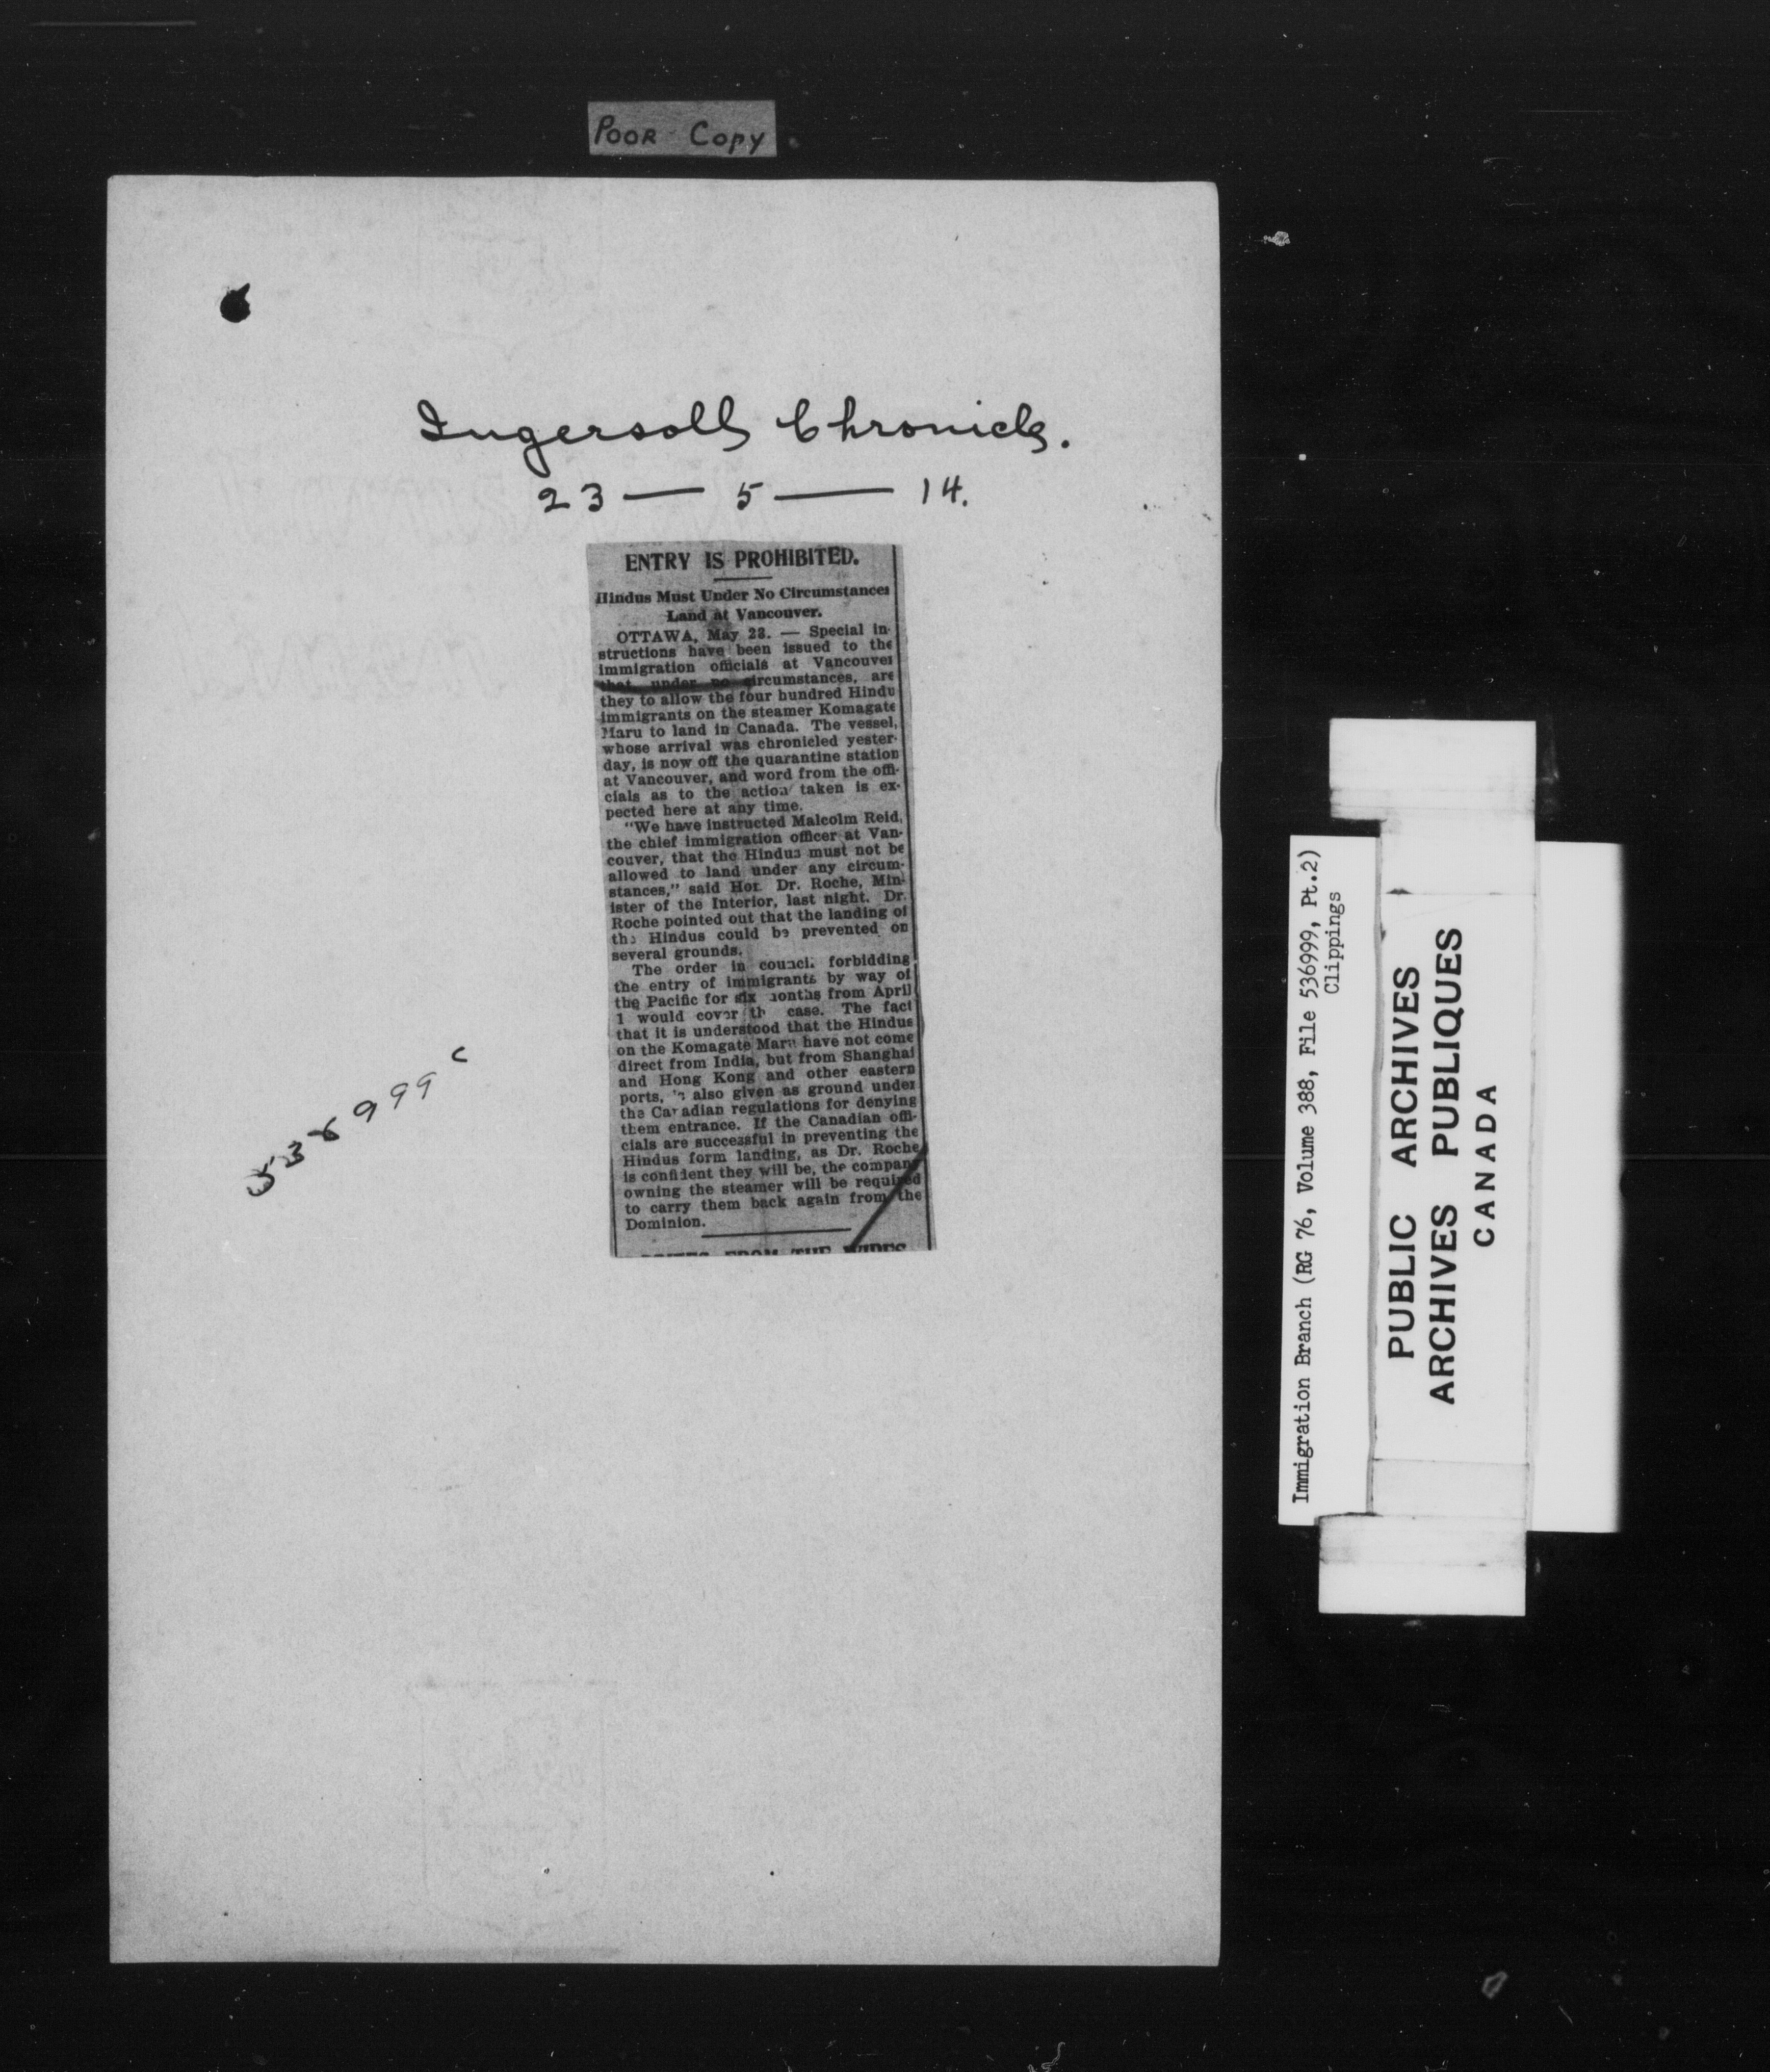 POOR COPY
Ingersoll Chronicle.
23 — 5 — 14.
ENTRY IS PROHIBITED.
Hindus Must Under No Circumstances
Land at Vancouver.
OTTAWA, May 23. — Special in-
structions have been issued to the
immigration officials at Vancouver
that under no circumstances, are
they to allow the four hundred Hindu
immigrants on the steamer Komagate
Maru to land in Canada. The vessel,
whose arrival was chronicled yester-
day, is now off the quarantine station
at Vancouver, and word from the offi-
cials as to the action taken is ex-
pected here at any time.
"We have instructed Malcolm Reid,
the chief immigration officer at Van-
couver, that the Hindus must not be
allowed to land under any circum-
stances," said Hon. Dr. Roche, Min-
ister of the Interior, last night. Dr.
Roche pointed out that the landing of
the Hindus could be prevented on
several grounds.
The order in council forbidding
the entry of immigrants by way of
the Pacific for six months from April
1 would cover the case. The fact
that it is understood that the Hindus
on the Komagate Maru have not come
direct from India, but from Shanghai
and Hong Kong and other eastern
ports, is also given as ground under
the Canadian regulations for denying
them entrance. If the Canadian offi-
cials are successful in preventing the
Hindus form landing, as Dr. Roche
is confident they will be, the company
owning the steamer will be required
to carry them back again from the
Dominion.
FROM THE WIRES
536999
Immigration Branch (RG 76, Volume 388, File 536999, Pt.2)
Clippings
PUBLIC ARCHIVES
ARCHIVES PUBLIQUES
CANADA